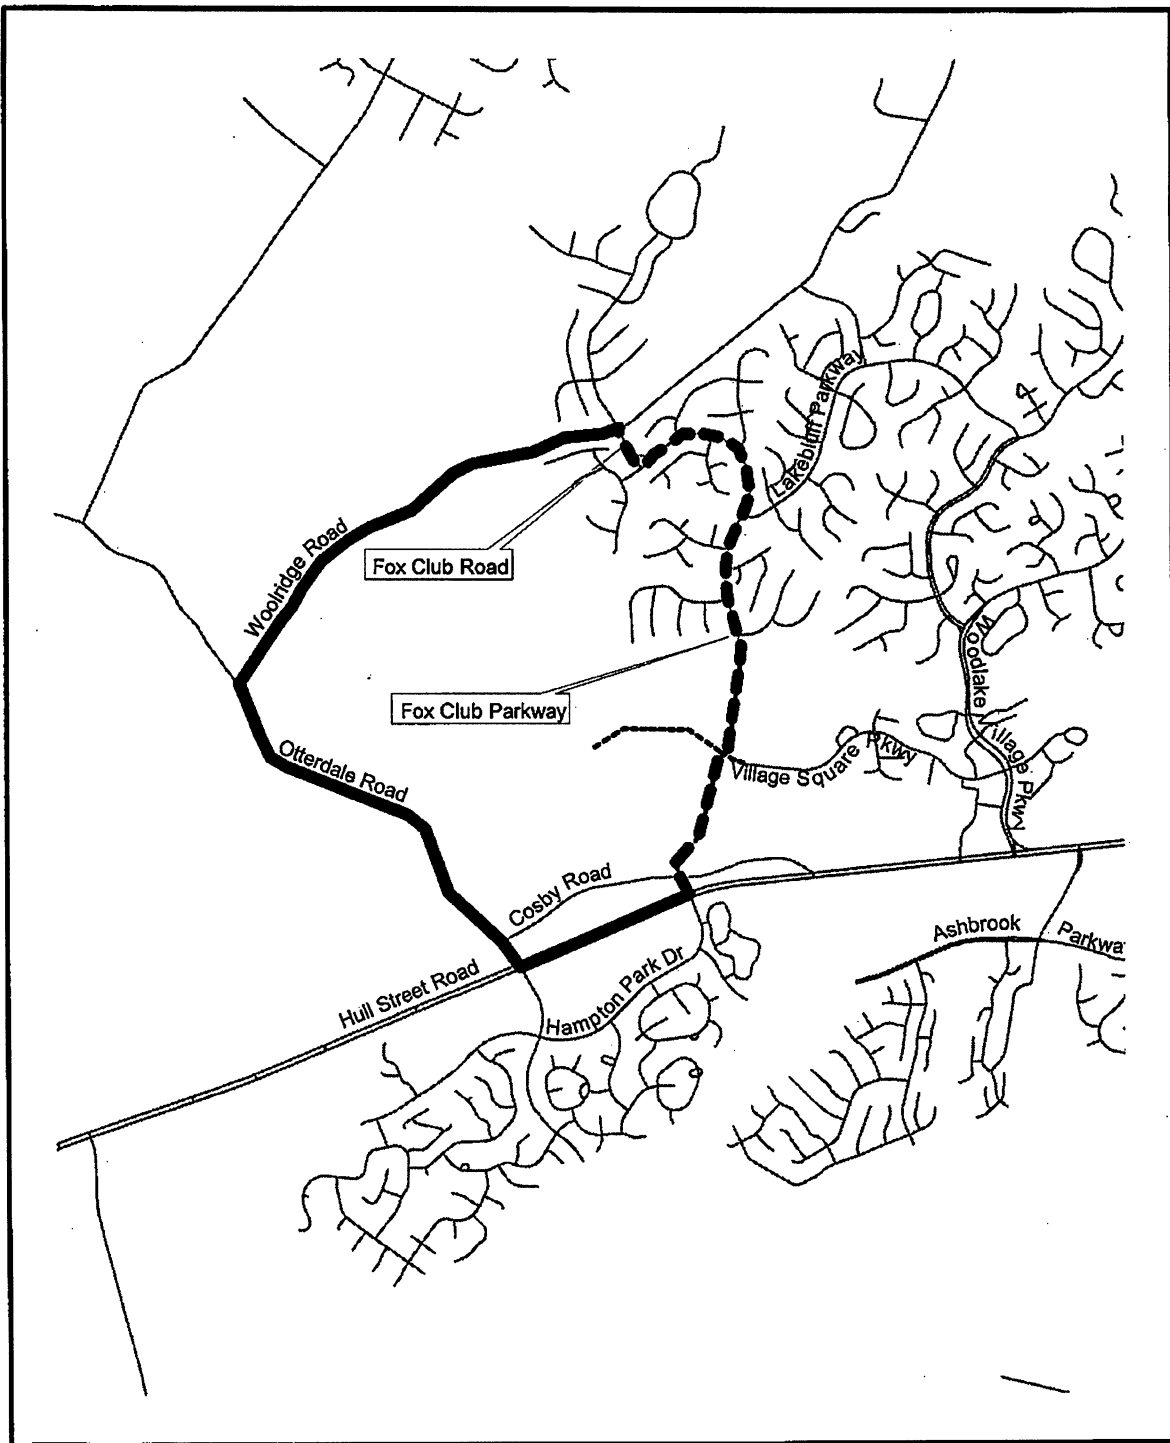 Lakebluff Parkway
Woolridge Road
Fox Club Road
Woodlake Village Pkwy
Fox Club Parkway
Otterdale Road
Village Square Pkwy
Cosby Road
Ashbrook Parkwa
Hull Street Road
Hampton Park Dr